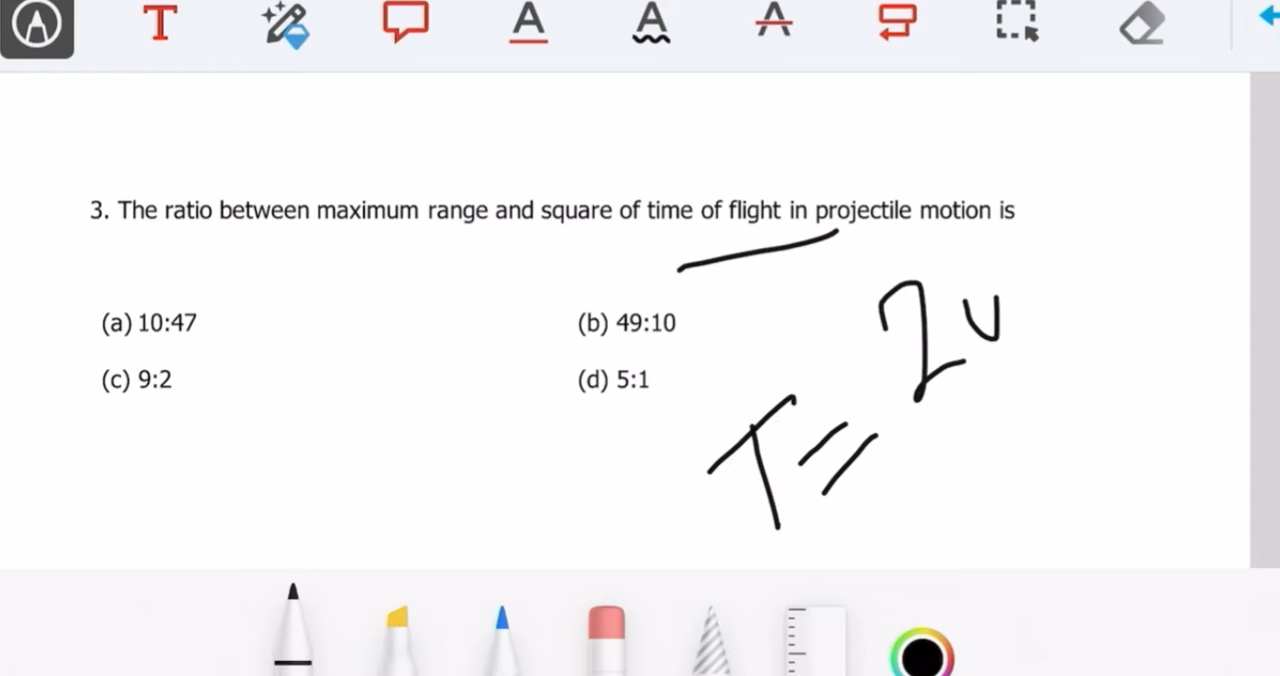 3. The ratio between maximum range and square of time of flight in projectile motion is
(a) 10:47
(b) 49:10
(c) 9:2
(d) 5:1
T = 2u